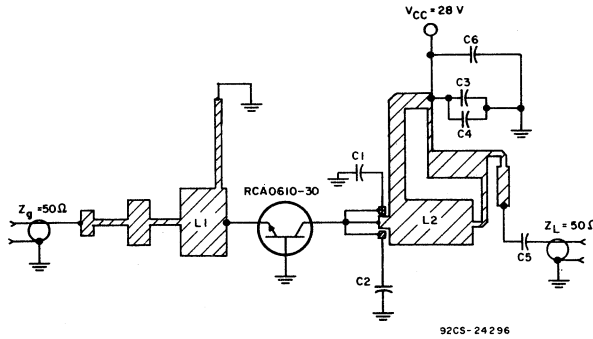 VCC = 28 V
C6
C3
C4
C1
RCA0610-30
Zg = 50Ω
L1
L2
ZL = 50Ω
C5
C2
92CS-24296